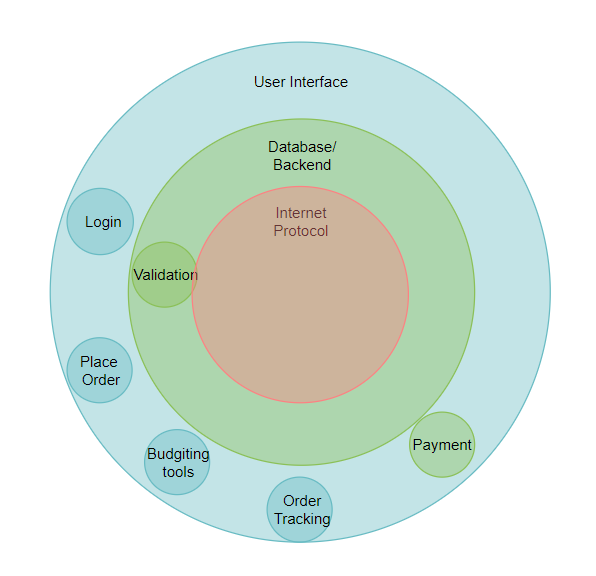 User Interface
Database/
Backend
Internet
Protocol
Login
Validation
Place
Order
Budgiting
tools
Payment
Order
Tracking